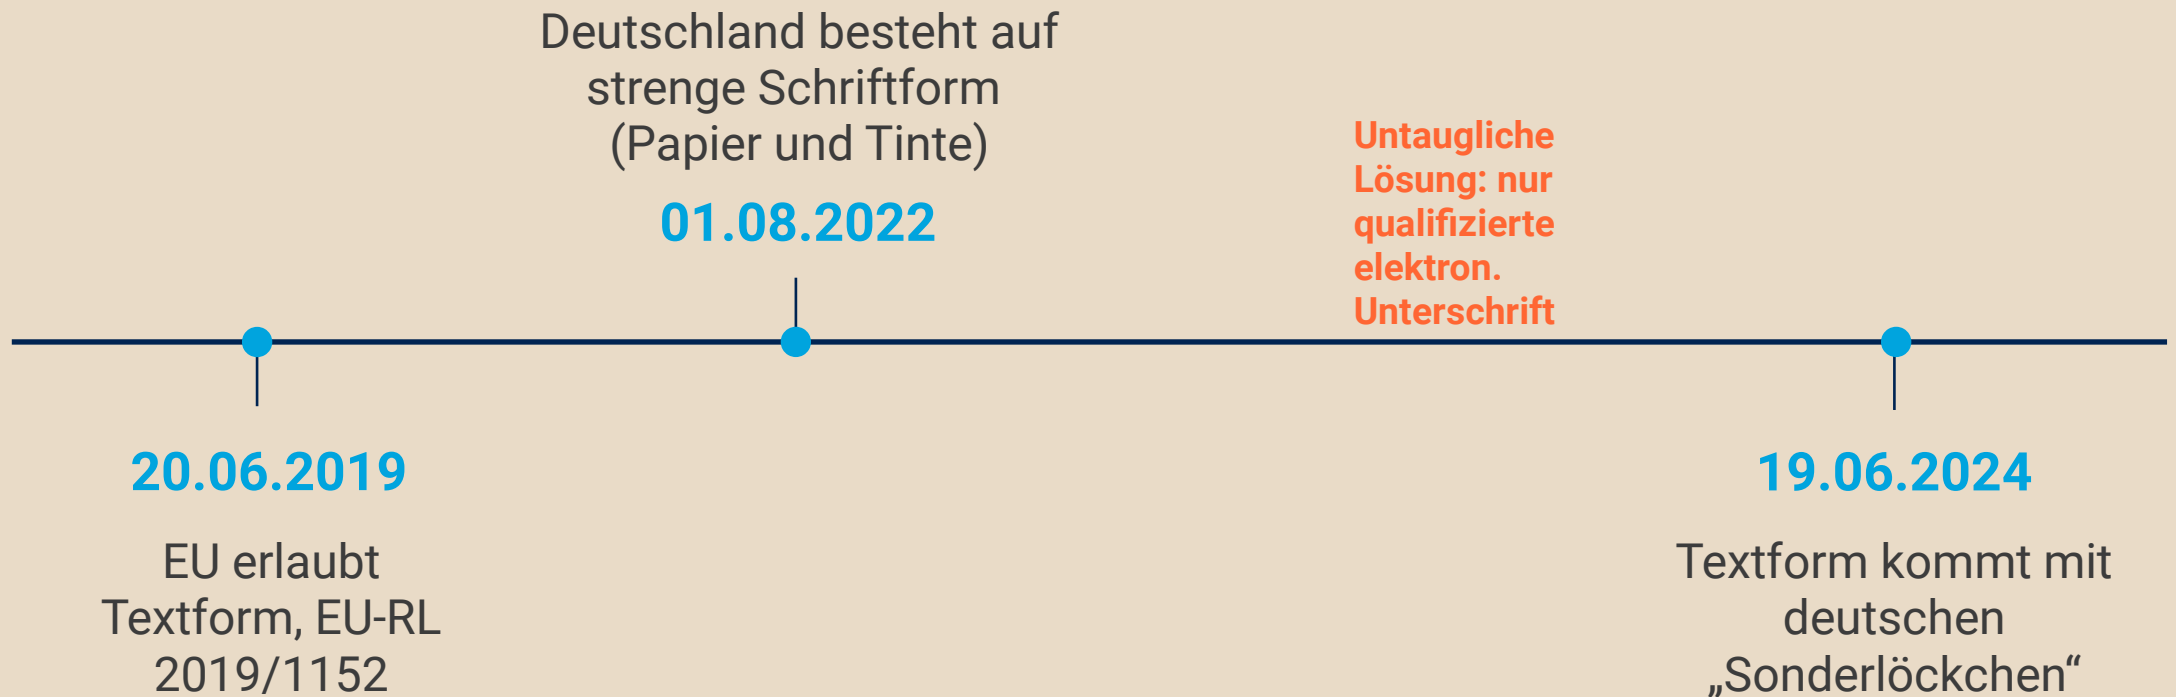 20.06.2019
EU erlaubt
Textform, EU-RL
2019/1152
Deutschland besteht auf
strenge Schriftform
(Papier und Tinte)
01.08.2022
Untaugliche
Lösung: nur
qualifizierte
elektron.
Unterschrift
19.06.2024
Textform kommt mit
deutschen
„Sonderlöckchen“